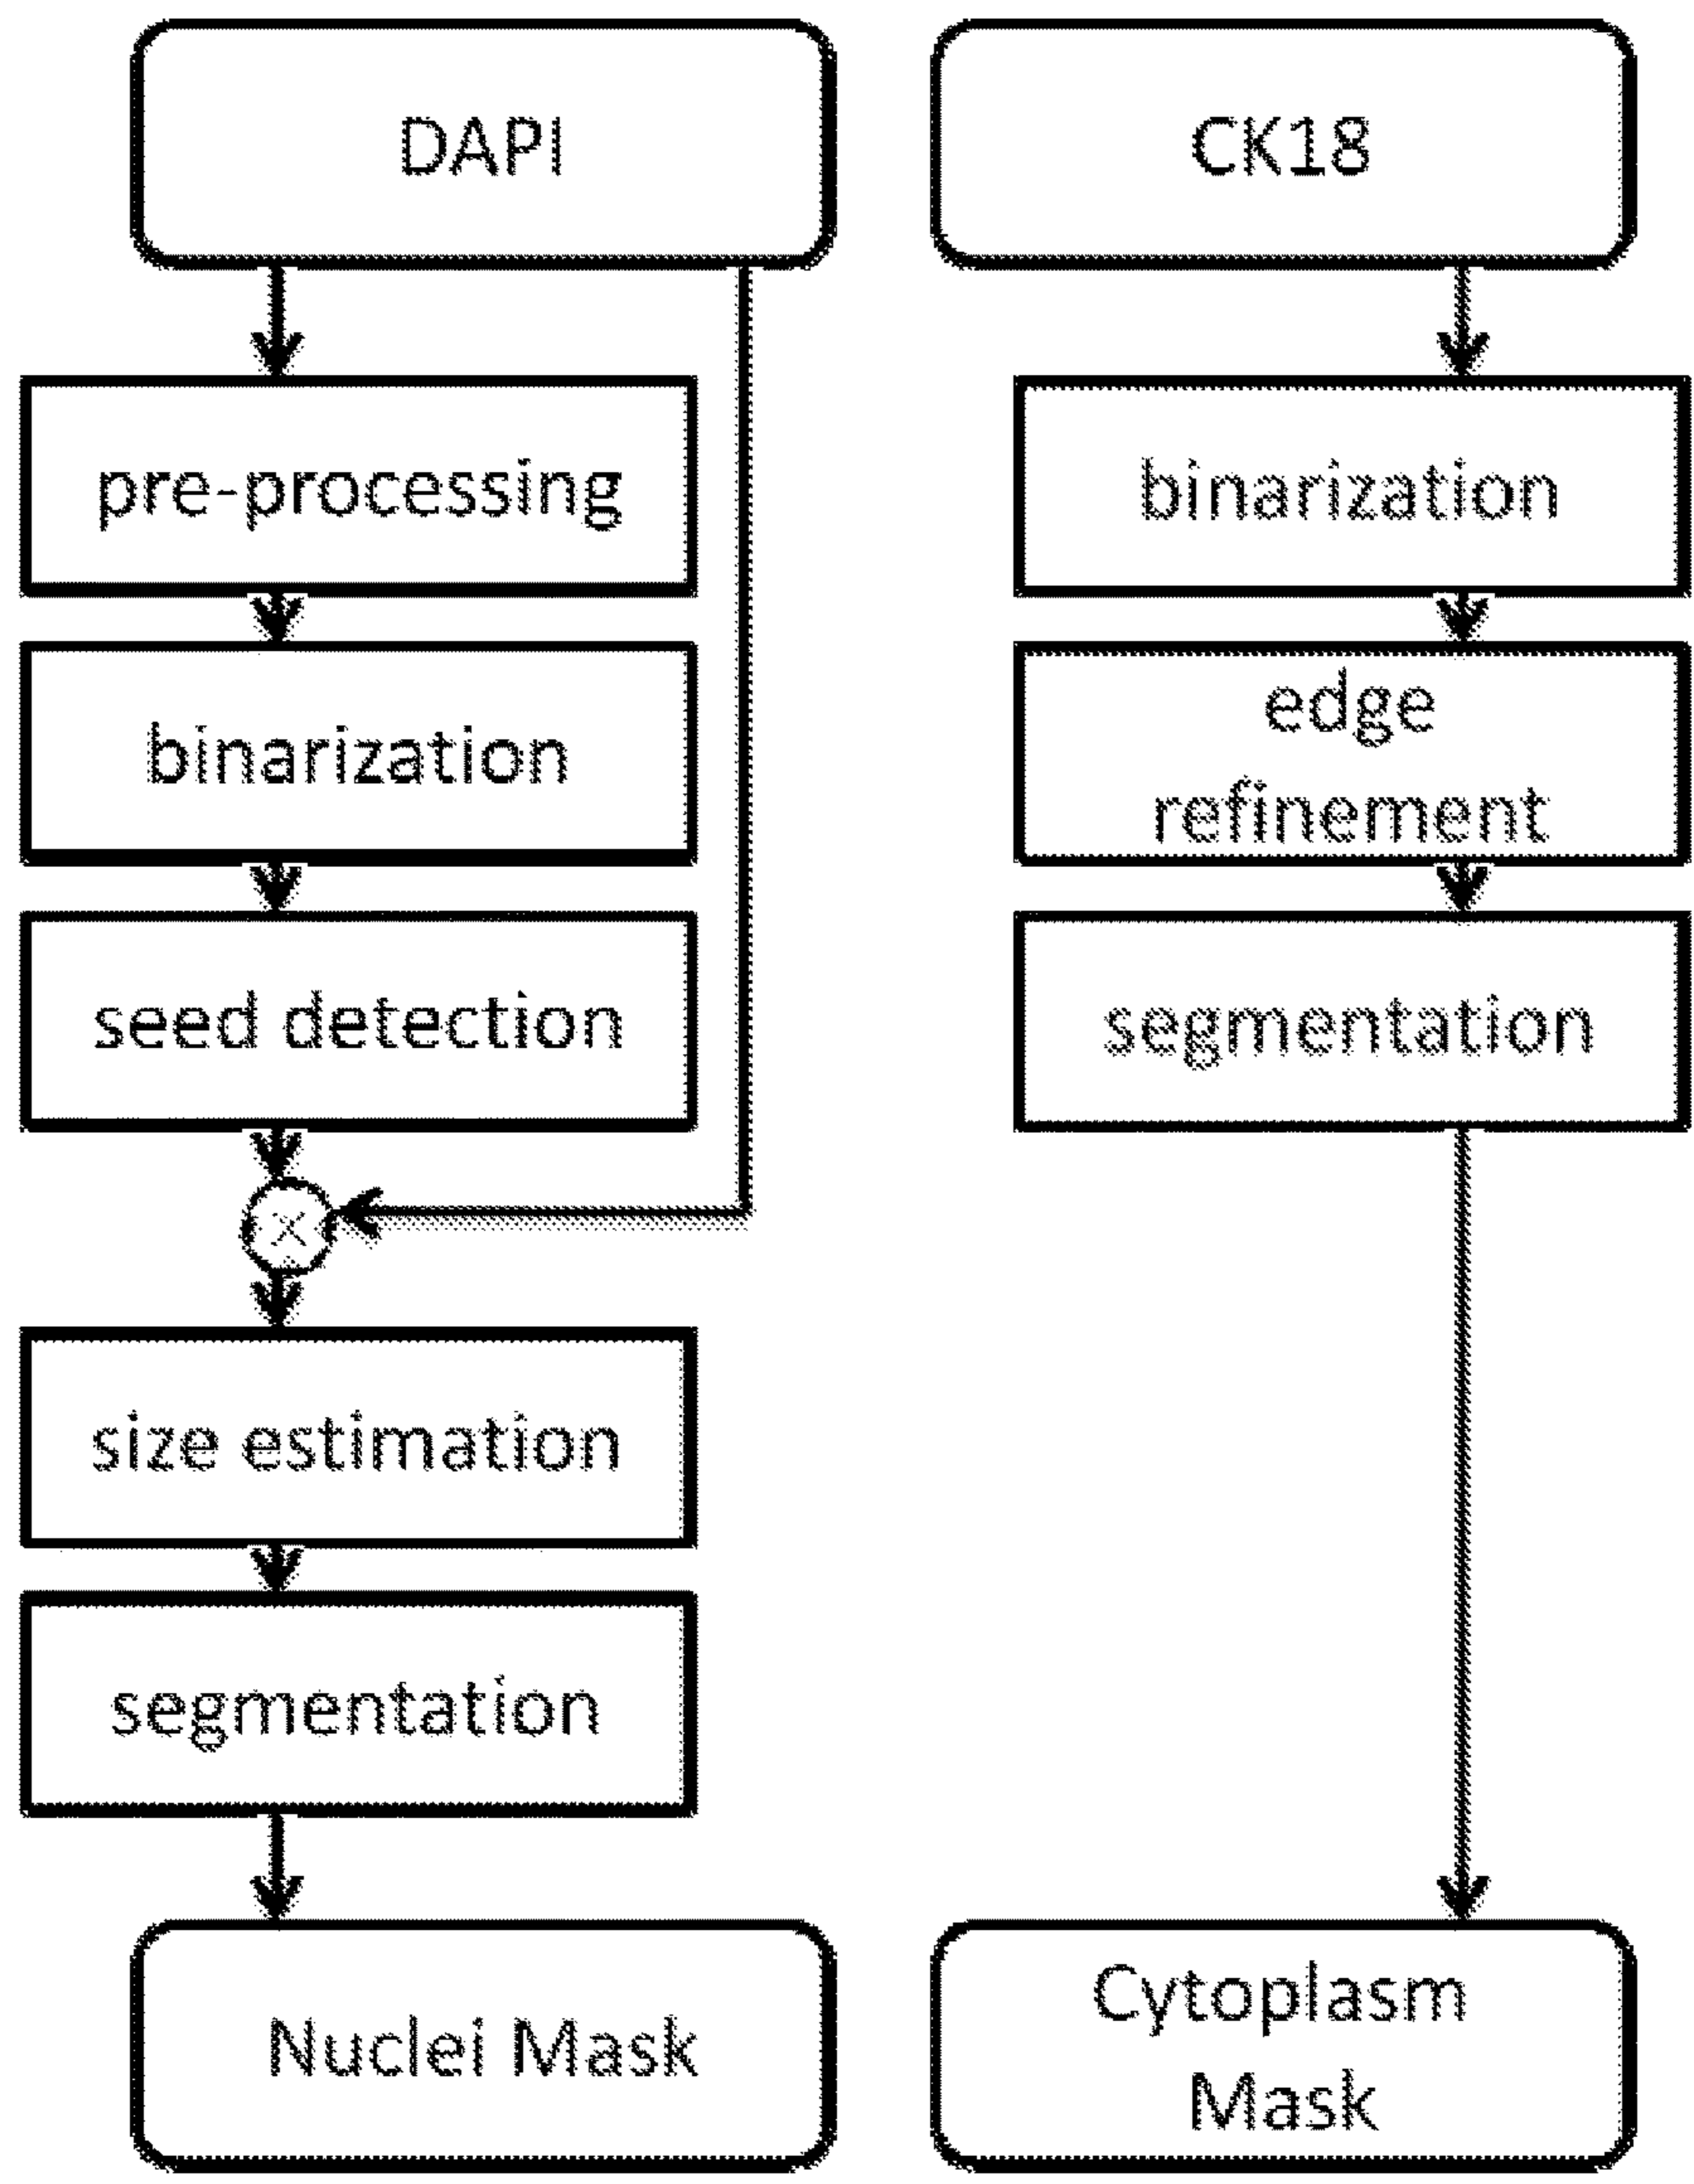 DAPI
pre-processing
binarization
seed detection
×
size estimation
segmentation
Nuclei Mask
CK18
binarization
edge
refinement
segmentation
Cytoplasm
Mask